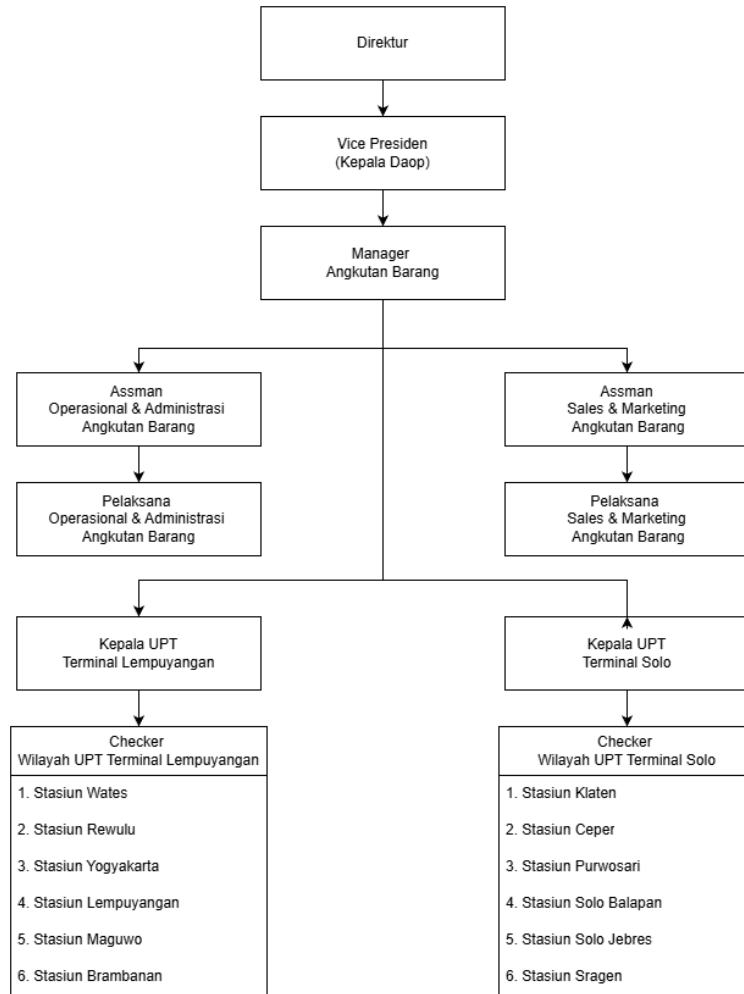 Direktur
Vice Presiden
(Kepala Daop)
Manager
Angkutan Barang
Assman
Operasional & Administrasi
Angkutan Barang
Assman
Sales & Marketing
Angkutan Barang
Pelaksana
Operasional & Administrasi
Angkutan Barang
Pelaksana
Sales & Marketing
Angkutan Barang
Kepala UPT
Terminal Lempuyangan
Kepala UPT
Terminal Solo
Checker
Wilayah UPT Terminal Lempuyangan
1. Stasiun Wates
2. Stasiun Rewulu
3. Stasiun Yogyakarta
4. Stasiun Lempuyangan
5. Stasiun Maguwo
6. Stasiun Brambanan
Checker
Wilayah UPT Terminal Solo
1. Stasiun Klaten
2. Stasiun Ceper
3. Stasiun Purwosari
4. Stasiun Solo Balapan
5. Stasiun Solo Jebres
6. Stasiun Sragen